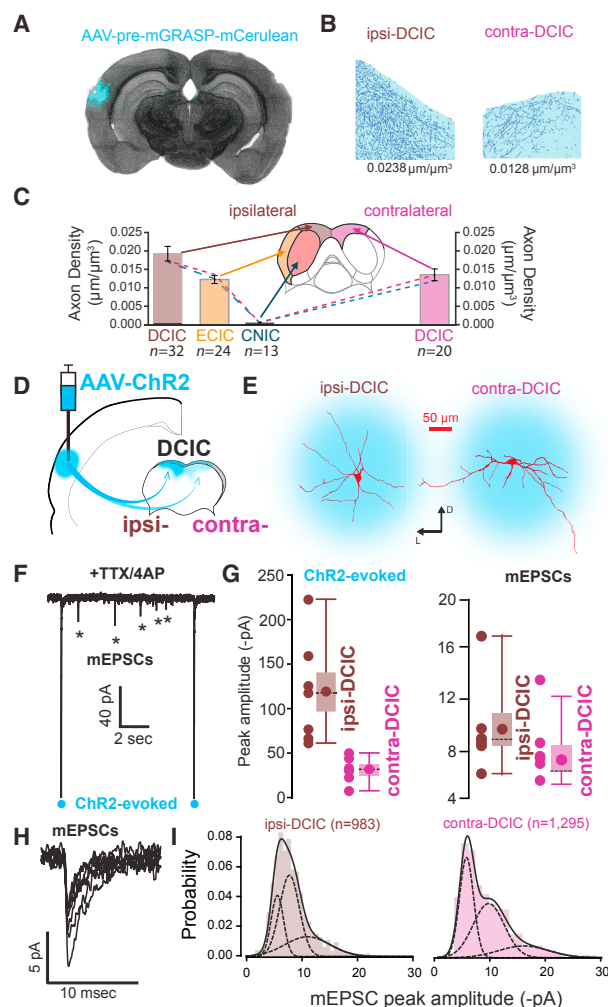 A
AAV-pre-mGRASP-mCerulean
B
ipsi-DCIC
contra-DCIC
0.0238 µm/µm³
0.0128 µm/µm³
C
ipsilateral
contralateral
Axon Density
(µm/µm³)
0.025
0.020
0.015
0.010
0.005
0.000
0.025
0.020
0.015
0.010
0.005
0.000
Axon Density
(µm/µm³)
DCIC
ECIC
CNIC
DCIC
n=32
n=24
n=13
n=20
D
AAV-ChR2
DCIC
ipsi-
contra-
E
ipsi-DCIC
contra-DCIC
50 µm
D
L
F
+TTX/4AP
* * * **
mEPSCs
40 pA
2 sec
ChR2-evoked
G
ChR2-evoked
mEPSCs
Peak amplitude (-pA)
250
200
150
100
50
0
ipsi-DCIC
contra-DCIC
20
16
12
8
4
ipsi-DCIC
contra-DCIC
H
mEPSCs
5 pA
10 msec
I
ipsi-DCIC (n=983)
contra-DCIC (n=1,295)
Probability
0.08
0.06
0.04
0.02
0.00
0
10
20
30
0
10
20
30
mEPSC peak amplitude (-pA)